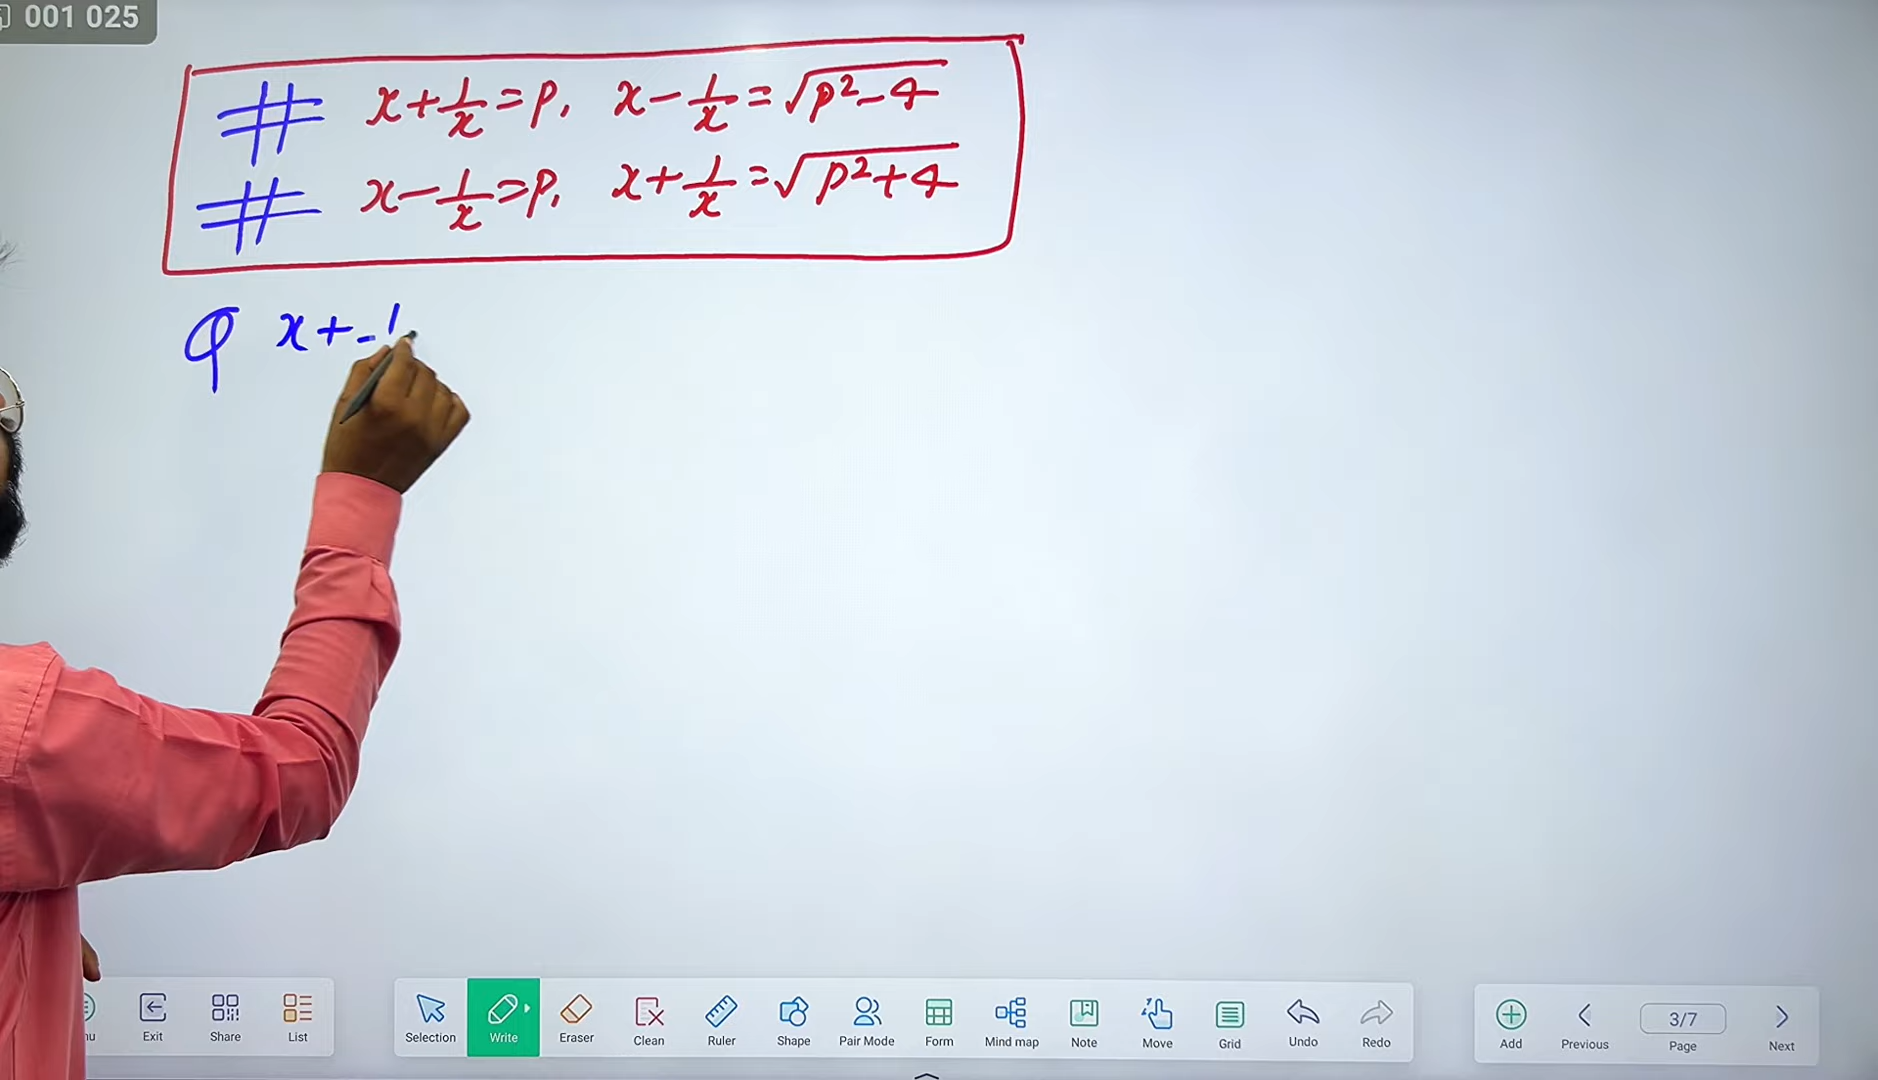 001 025
# x+1/x=p, x-1/x=√(p²-4)
# x-1/x=p, x+1/x=√(p²+4)
Q x+1
nu Exit Share List Selection Write Eraser Clean Ruler Shape Pair Mode Form Mind map Note Move Grid Undo Redo Add Previous 3/7 Page Next